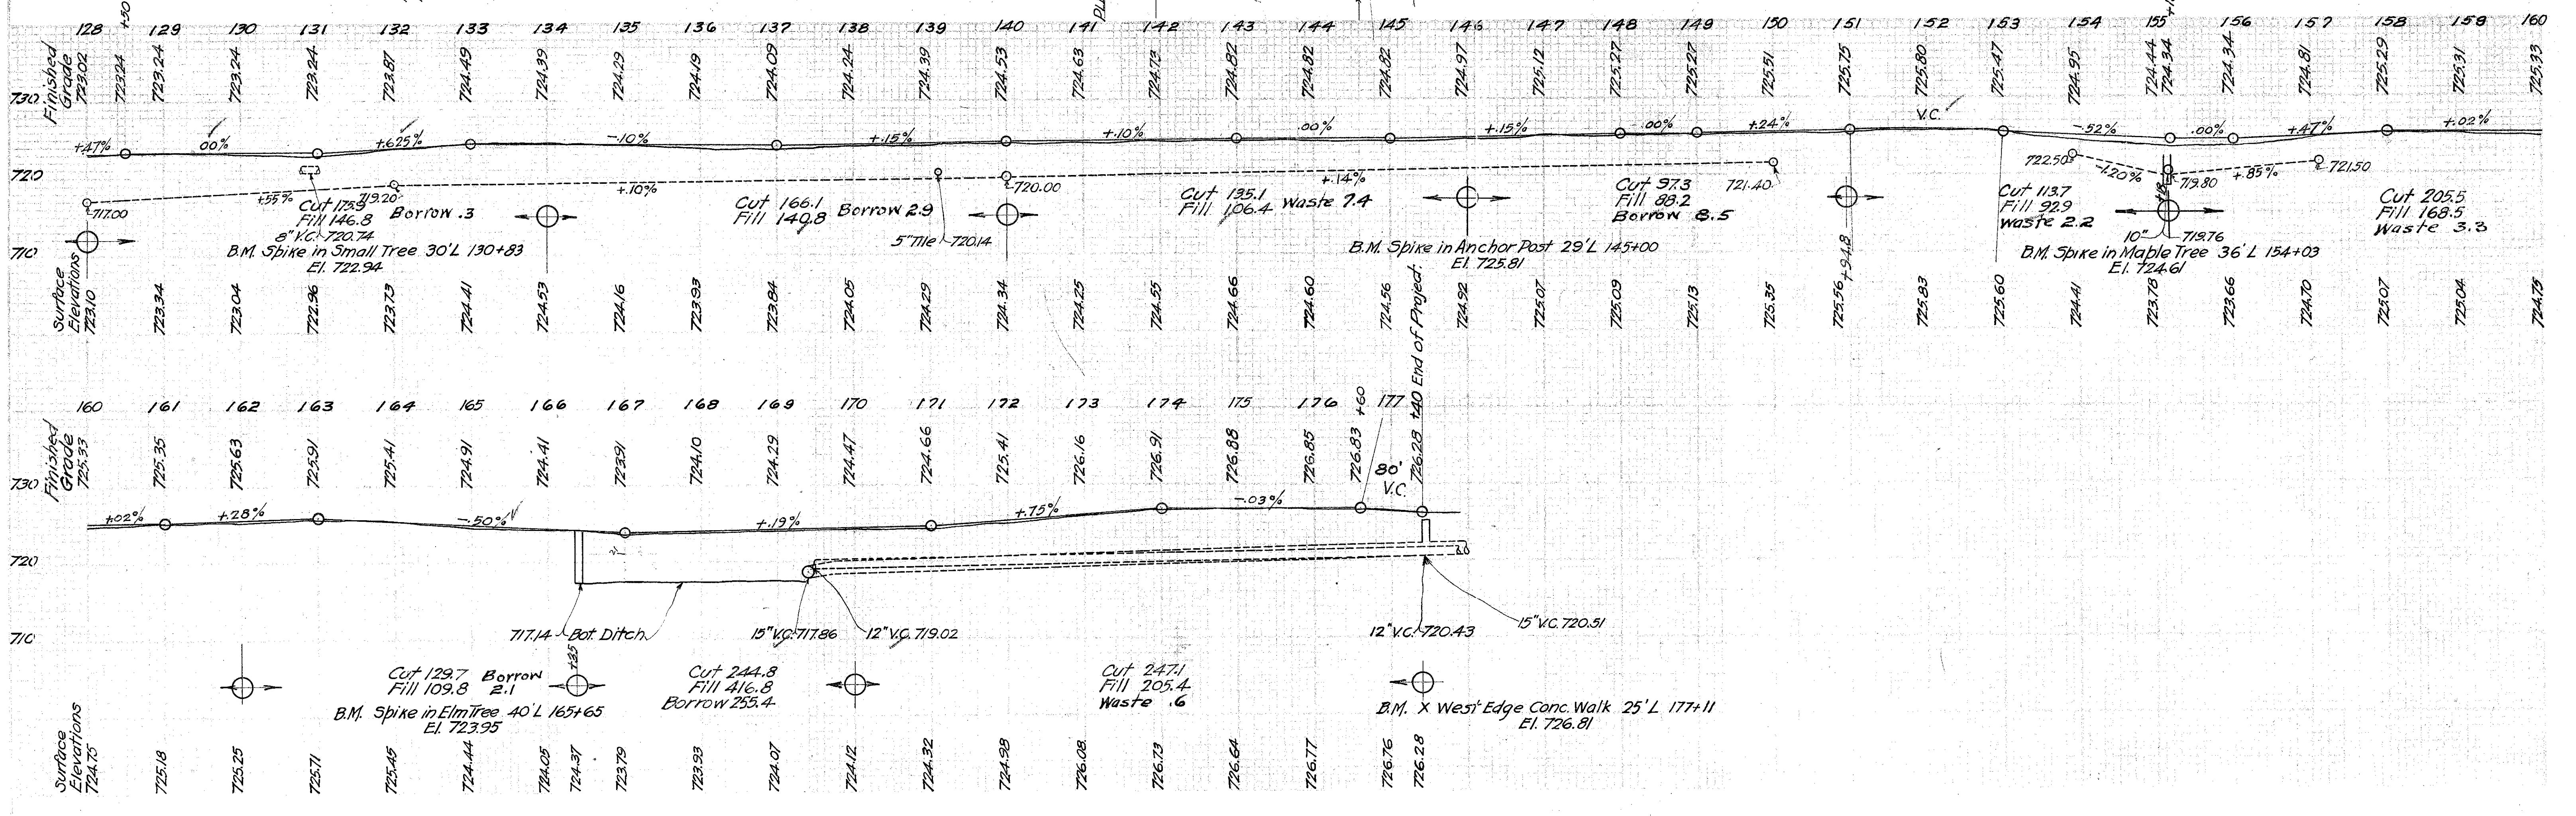 128 +50 129 130 131 132 133 134 135 136 137 138 139 140 141 142 143 144 145 146 147 148 149 150 151 152 153 154 155 156 157 158 159 160
Finished Grade
723.02 723.24 723.24 723.24 723.24 723.87 724.49 724.39 724.29 724.19 724.09 724.24 724.39 724.53 724.63 724.73 724.82 724.82 724.82 724.97 725.12 725.27 725.27 725.51 725.75 725.80 725.47 724.95 724.44 724.34 724.34 724.81 725.29 725.31 725.33
730
+.47% 00% +.625% -.10% +.15% +.10% .00% +.15% .00% +.24% V.C. -.52% .00% +.47% +.02%
720
717.00 +.55% 719.20 +.10% 720.00 +.14% 721.40 722.50 -1.20% 719.80 +.85% 721.50
Cut 175.9
Fill 146.8 Borrow .3
8" V.C. 720.74
Cut 166.1
Fill 140.8 Borrow 2.9
5" Tile 720.14
Cut 135.1
Fill 106.4 Waste 7.4
Cut 97.3
Fill 88.2
Borrow 8.5
Cut 113.7
Fill 92.9
Waste 2.2
10" 719.76
Cut 205.5
Fill 168.5
Waste 3.3
710
B.M. Spike in Small Tree 30'L 130+83
El. 722.94
B.M. Spike in Anchor Post 29'L 145+00
El. 725.81
+94.8
B.M. Spike in Maple Tree 36'L 154+03
El. 724.61
Surface Elevations
723.10 723.34 723.04 722.96 723.73 724.41 724.53 724.16 723.93 723.84 724.05 724.29 724.34 724.25 724.55 724.66 724.60 724.56 724.92 725.07 725.09 725.13 725.35 725.56 725.83 725.60 724.41 723.78 723.66 724.70 725.07 725.04 724.75
160 161 162 163 164 165 166 167 168 169 170 171 172 173 174 175 176 +60 177 +40 End of Project.
Finished Grade
725.33 725.35 725.63 725.91 725.41 724.91 724.41 723.91 724.10 724.29 724.47 724.66 725.41 726.16 726.91 726.88 726.85 726.83 726.28
730
80'
V.C.
+.02% +.28% -.50% +.19% +.75% -.03%
720
710
717.14 Bot. Ditch 15" V.C. 717.86 12" V.C. 719.02 12" V.C. 720.43 15" V.C. 720.51
+35
Cut 129.7 Borrow
Fill 109.8 2.1
Cut 244.8
Fill 416.8
Borrow 255.4
Cut 247.1
Fill 205.4
Waste .6
B.M. Spike in Elm Tree 40'L 165+65
El. 723.95
B.M. X West Edge Conc. Walk 25'L 177+11
El. 726.81
Surface Elevations
724.75 725.18 725.25 725.71 725.45 724.44 724.05 724.37 723.79 723.93 724.07 724.12 724.32 724.98 726.08 726.73 726.64 726.77 726.76 726.28